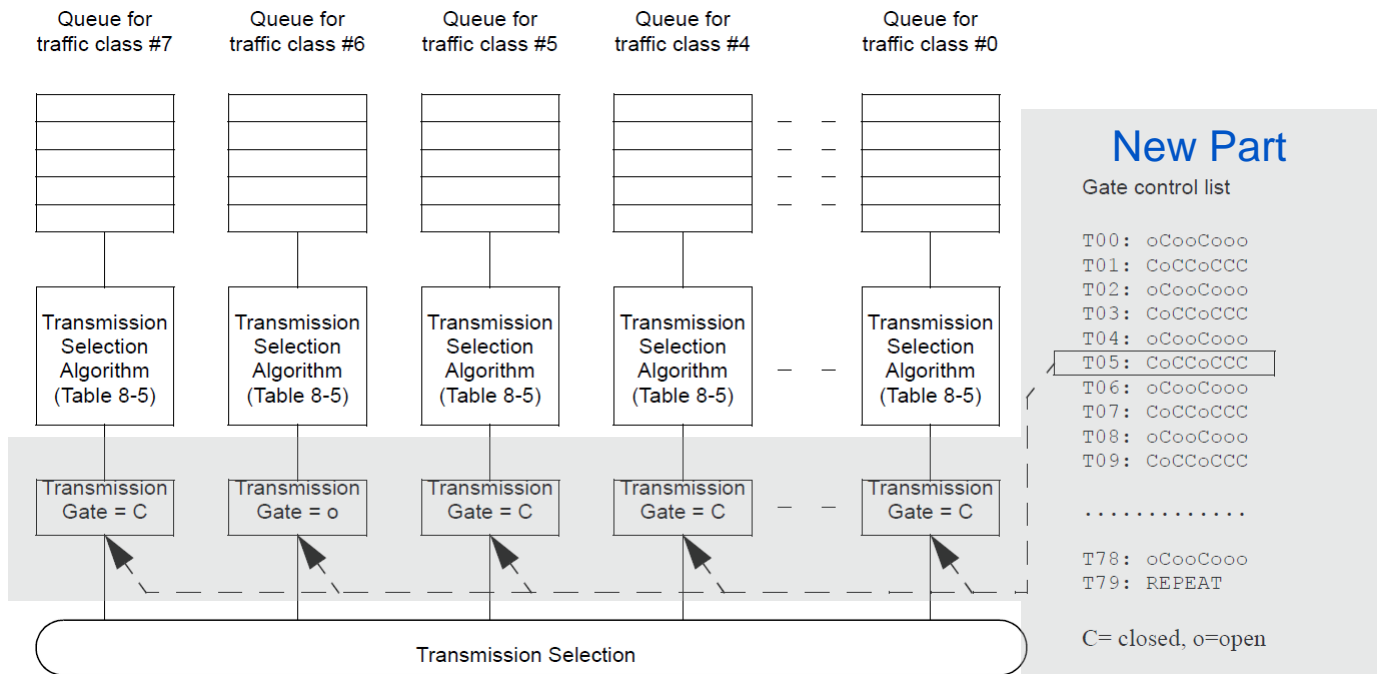 Queue for
traffic class #7
Queue for
traffic class #6
Queue for
traffic class #5
Queue for
traffic class #4
Queue for
traffic class #0
Transmission
Selection
Algorithm
(Table 8-5)
Transmission
Selection
Algorithm
(Table 8-5)
Transmission
Selection
Algorithm
(Table 8-5)
Transmission
Selection
Algorithm
(Table 8-5)
Transmission
Selection
Algorithm
(Table 8-5)
Transmission
Gate = C
Transmission
Gate = o
Transmission
Gate = C
Transmission
Gate = C
Transmission
Gate = C
Transmission Selection
New Part
Gate control list
T00: oCooCooo
T01: CoCCoCCC
T02: oCooCooo
T03: CoCCoCCC
T04: oCooCooo
T05: CoCCoCCC
T06: oCooCooo
T07: CoCCoCCC
T08: oCooCooo
T09: CoCCoCCC
. . . . . . . . . . . . .
T78: oCooCooo
T79: REPEAT
C= closed, o=open